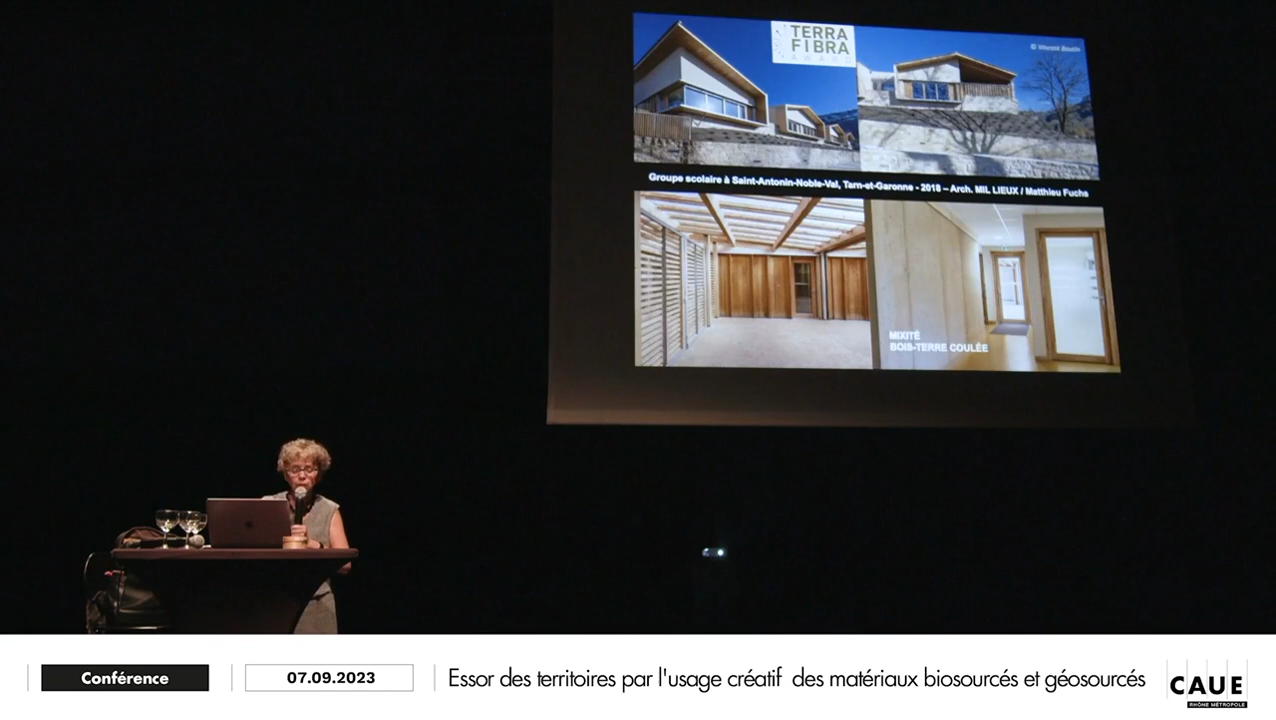 TERRA
FIBRA
AWARD
© Vincent Boutin
Groupe scolaire à Saint-Antonin-Noble-Val, Tarn-et-Garonne - 2018 – Arch. MIL LIEUX / Matthieu Fuchs
MIXITÉ
BOIS-TERRE COULÉE
Conférence
07.09.2023
Essor des territoires par l'usage créatif des matériaux biosourcés et géosourcés
CAUE
RHÔNE MÉTROPOLE